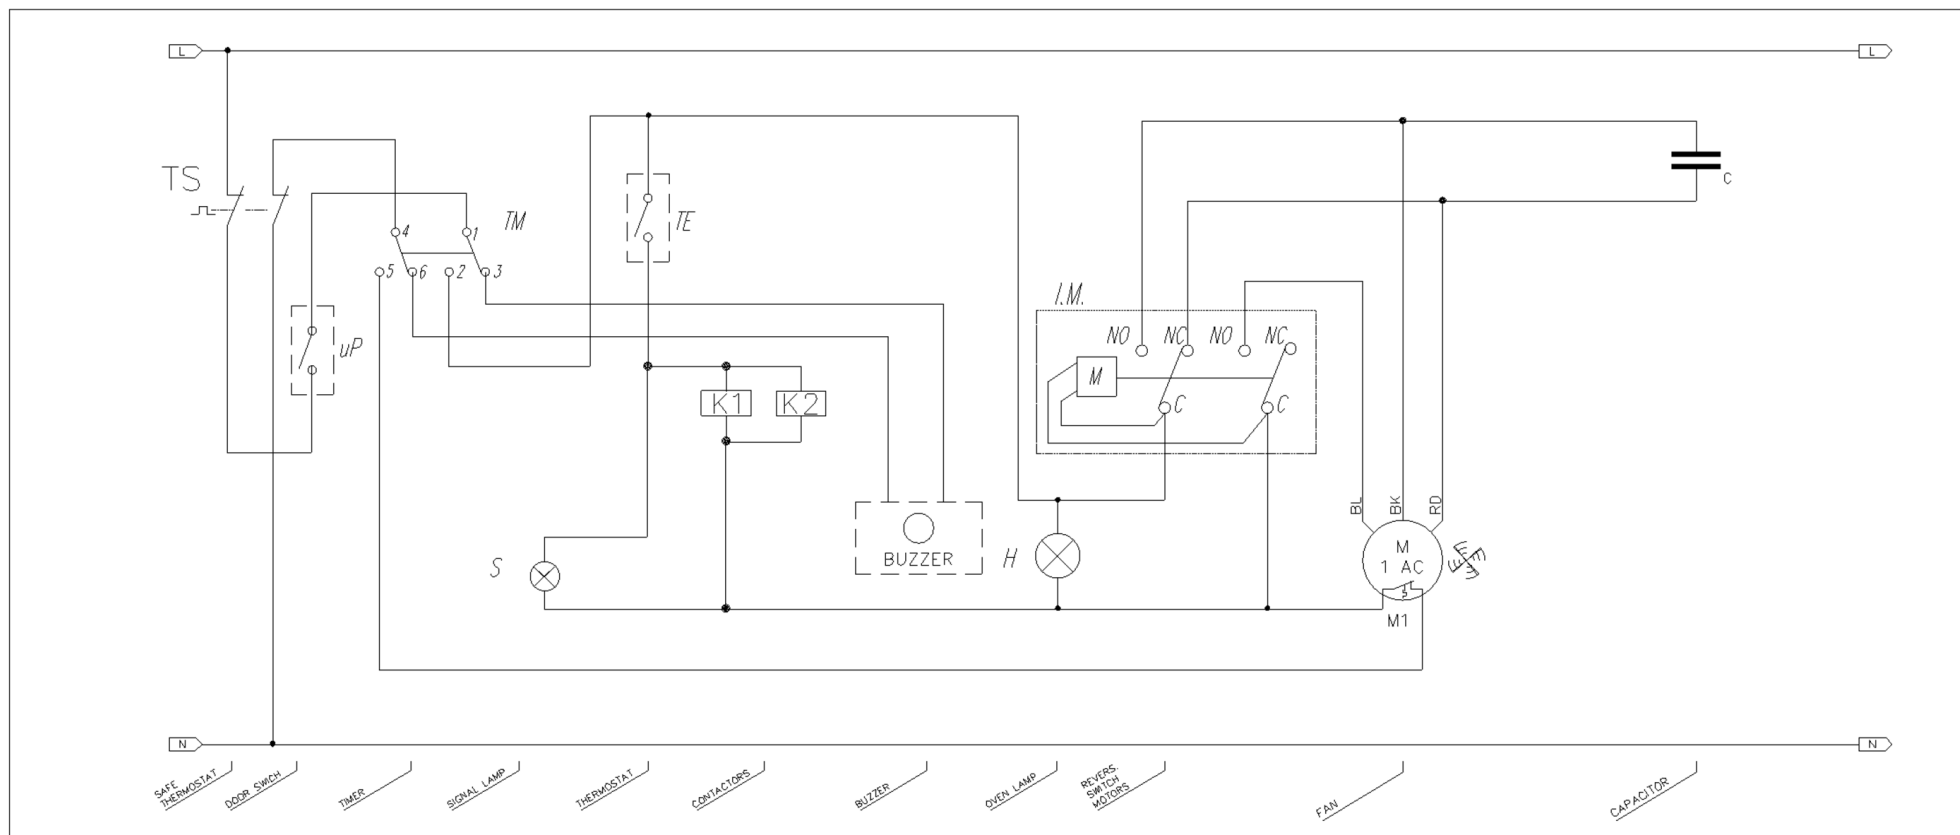 L
L
TS
TM
4
1
5
6
2
3
TE
uP
I.M.
NO
NC
NO
NC
M
C
C
C
K1
K2
BL
BK
RD
S
BUZZER
H
M
1 AC
M1
N
N
SAFE
THERMOSTAT
DOOR SWICH
TIMER
SIGNAL LAMP
THERMOSTAT
CONTACTORS
BUZZER
OVEN LAMP
REVERS.
SWITCH
MOTORS
FAN
CAPACITOR